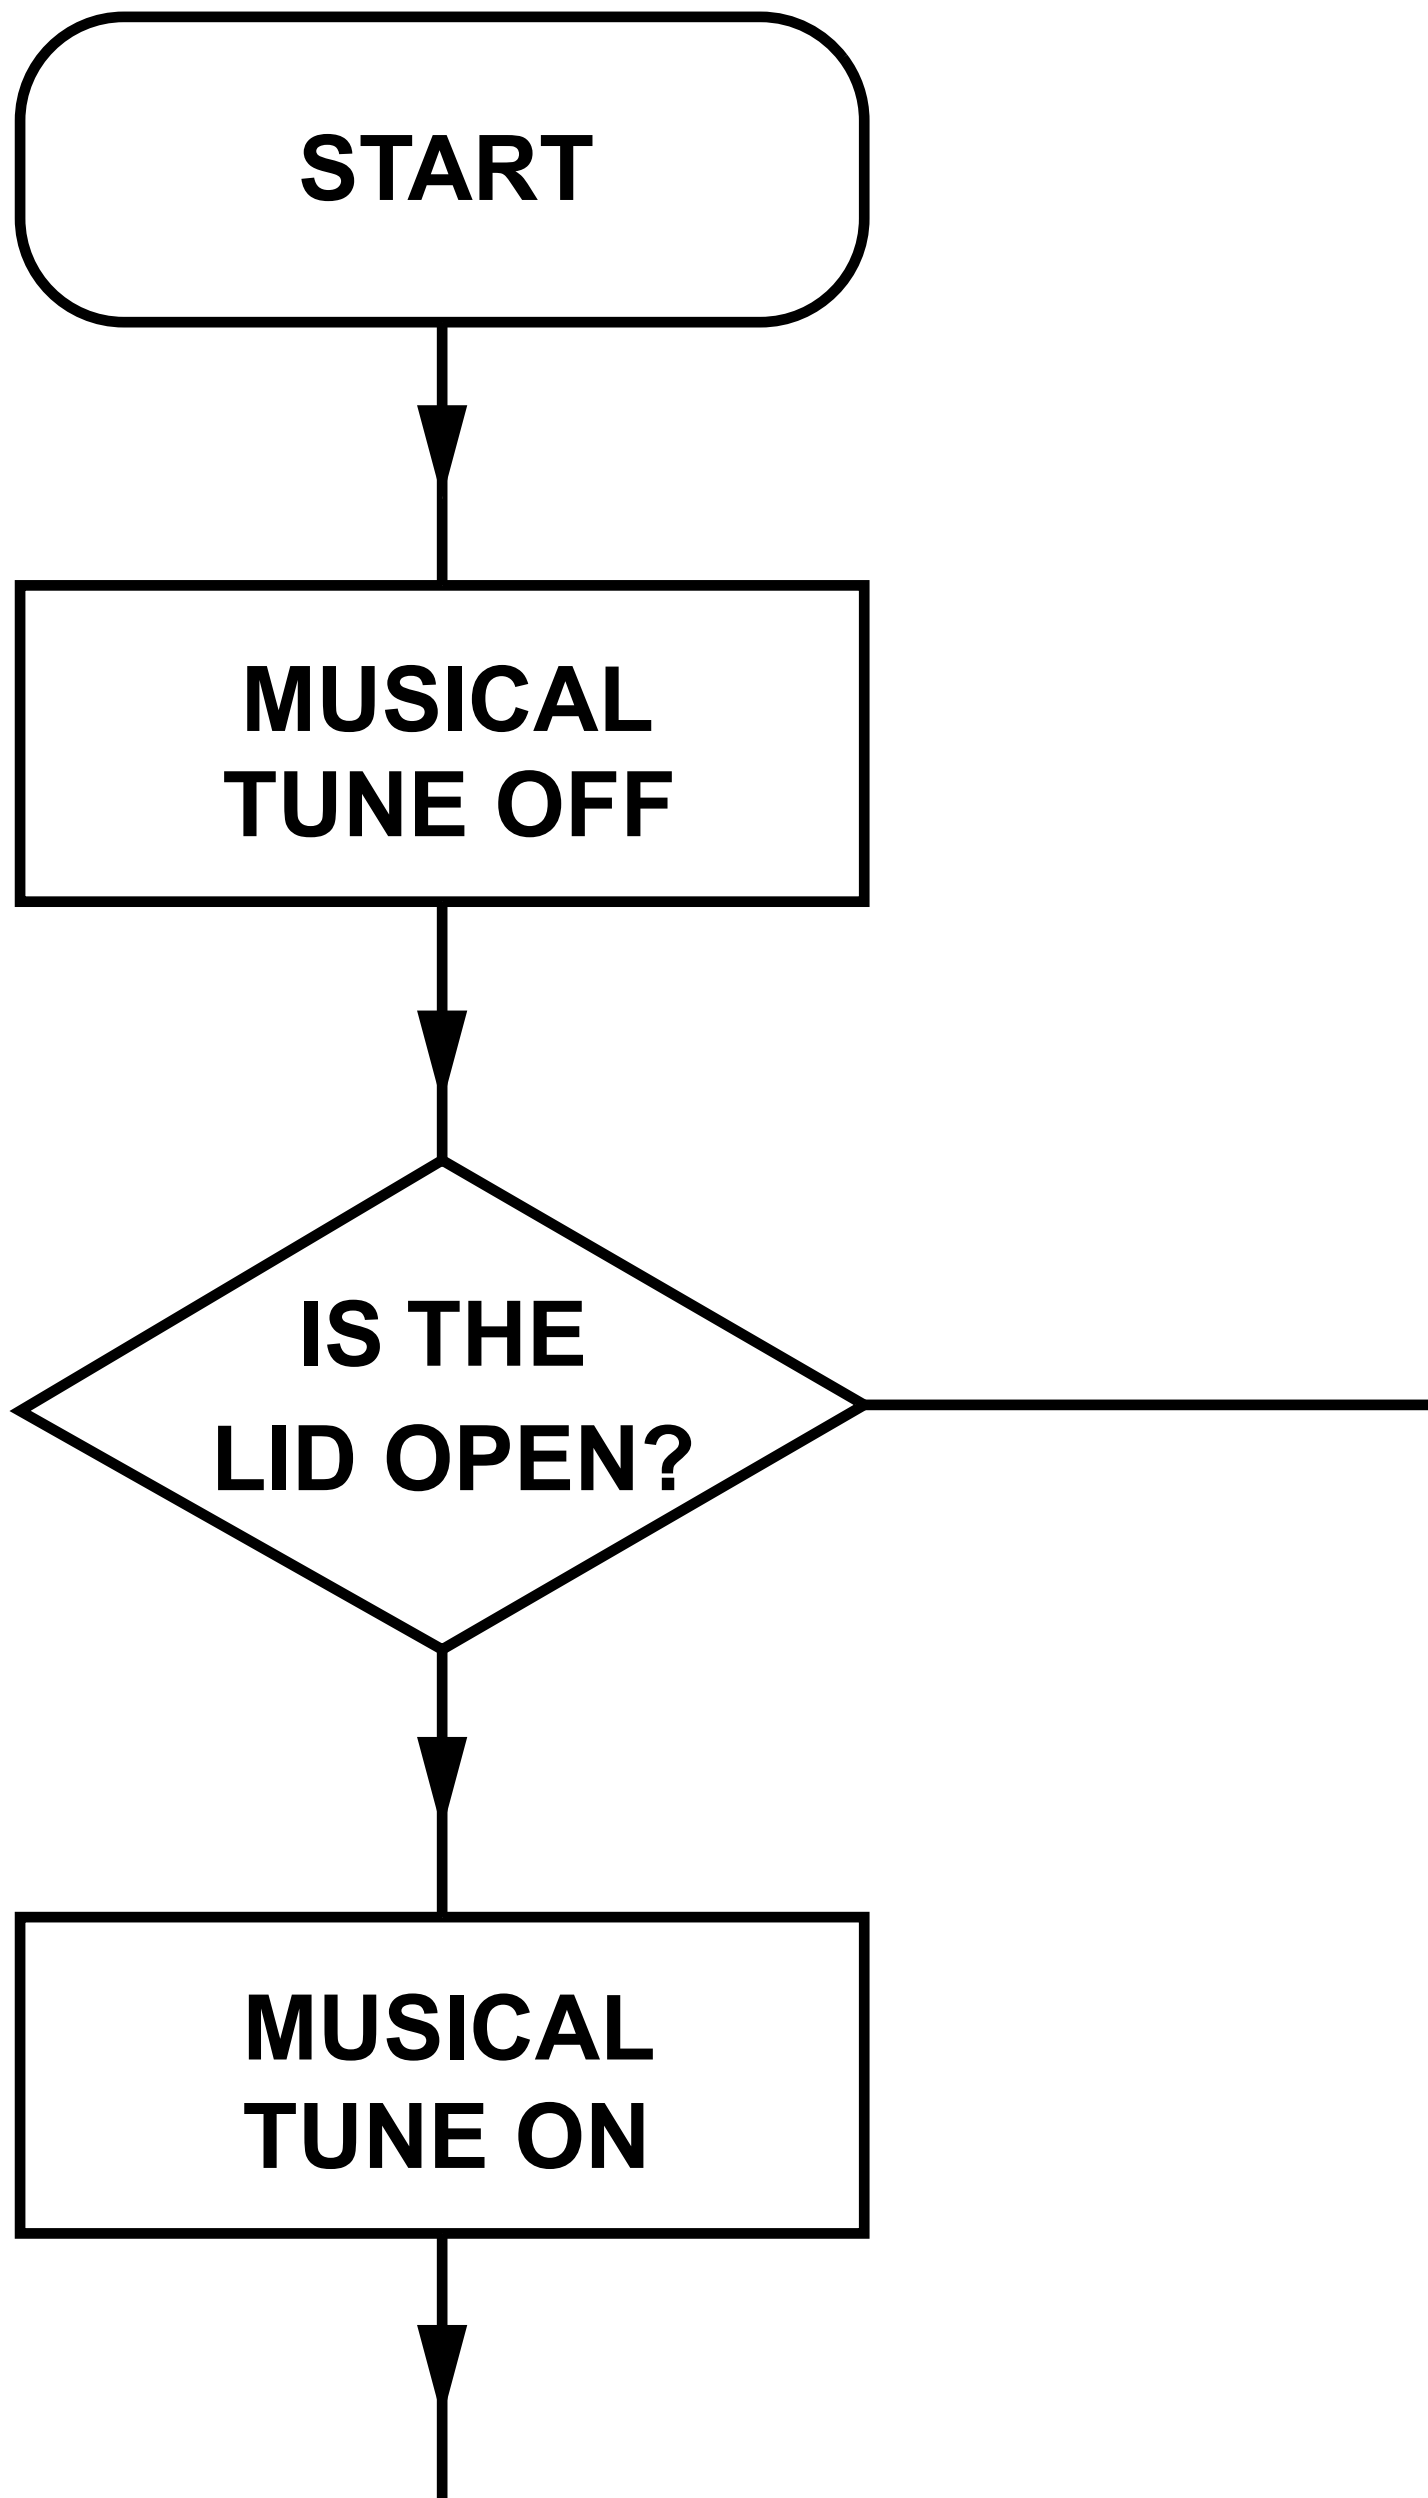 START
MUSICAL
TUNE OFF
IS THE
LID OPEN?
MUSICAL
TUNE ON